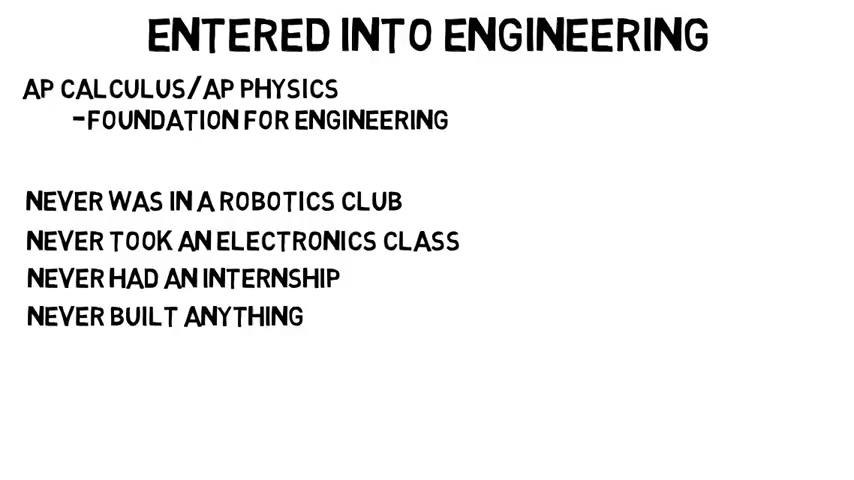 ENTERED INTO ENGINEERING
AP CALCULUS/AP PHYSICS
-FOUNDATION FOR ENGINEERING
NEVER WAS IN A ROBOTICS CLUB
NEVER TOOK AN ELECTRONICS CLASS
NEVER HAD AN INTERNSHIP
NEVER BUILT ANYTHING